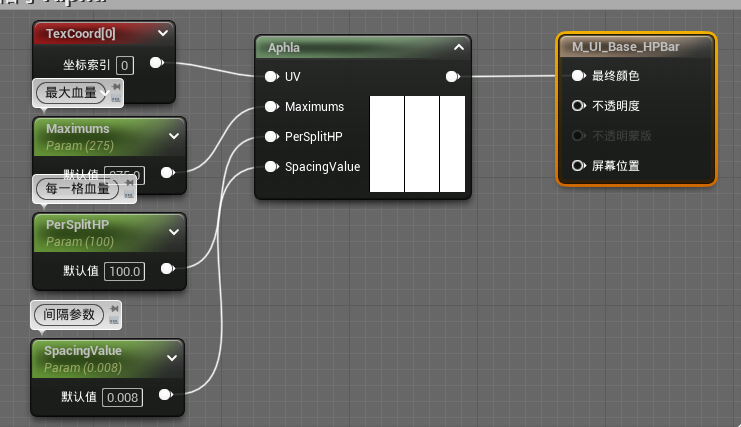 TexCoord[0]
坐标索引 0
最大血量
Maximums
Param (275)
默认值 275.0
每一格血量
PerSplitHP
Param (100)
默认值 100.0
间隔参数
SpacingValue
Param (0.008)
默认值 0.008
Aphla
UV
Maximums
PerSplitHP
SpacingValue
M_UI_Base_HPBar
最终颜色
不透明度
不透明蒙版
屏幕位置